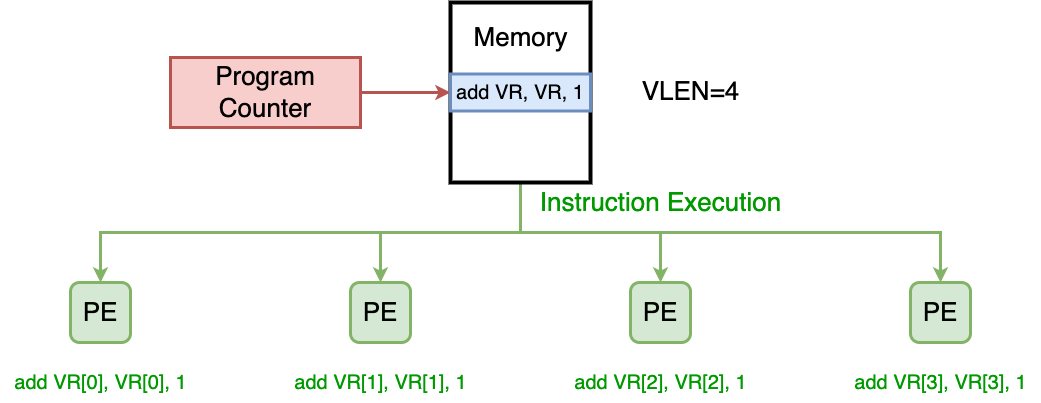 Memory
Program
Counter
add VR, VR, 1
VLEN=4
Instruction Execution
PE
PE
PE
PE
add VR[0], VR[0], 1
add VR[1], VR[1], 1
add VR[2], VR[2], 1
add VR[3], VR[3], 1